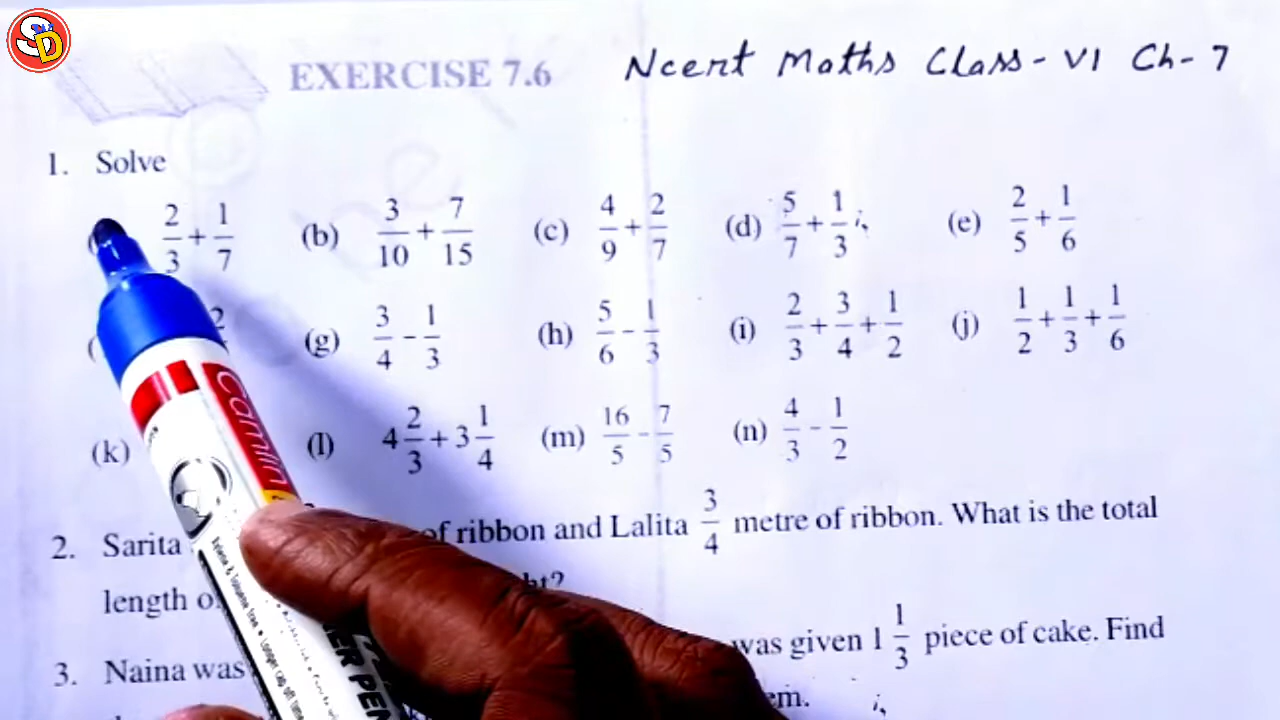 SD
EXERCISE 7.6 Ncert Maths Class - VI Ch - 7
1. Solve
2/3 + 1/7 (b) 3/10 + 7/15 (c) 4/9 + 2/7 (d) 5/7 + 1/3 (e) 2/5 + 1/6
(g) 3/4 - 1/3 (h) 5/6 - 1/3 (i) 2/3 + 3/4 + 1/2 (j) 1/2 + 1/3 + 1/6
(k) (l) 4 2/3 + 3 1/4 (m) 16/5 - 7/5 (n) 4/3 - 1/2
2. Sarita of ribbon and Lalita 3/4 metre of ribbon. What is the total
length
3. Naina was was given 1 1/3 piece of cake. Find
Camlin